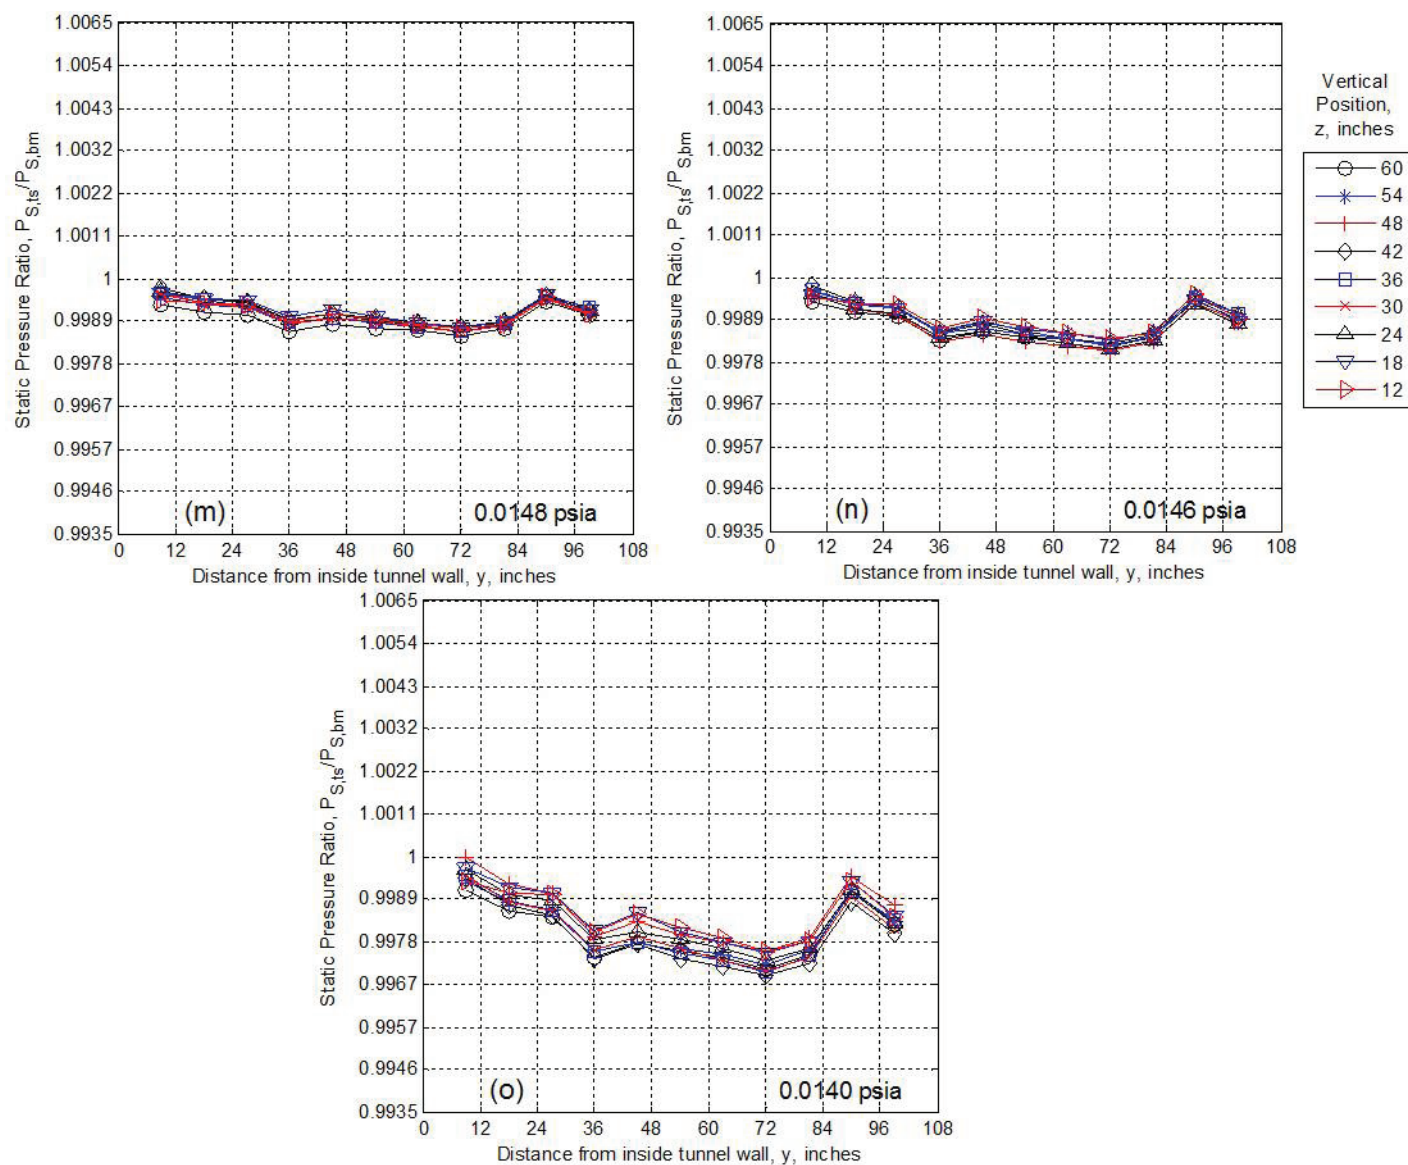 1.0065
1.0054
1.0043
1.0032
1.0022
1.0011
1
0.9989
0.9978
0.9967
0.9957
0.9946
0.9935
Static Pressure Ratio, P_S,ts/P_S,bm
(m)
0.0148 psia
0 12 24 36 48 60 72 84 96 108
Distance from inside tunnel wall, y, inches
1.0065
1.0054
1.0043
1.0032
1.0022
1.0011
1
0.9989
0.9978
0.9967
0.9957
0.9946
0.9935
Static Pressure Ratio, P_S,ts/P_S,bm
(n)
0.0146 psia
0 12 24 36 48 60 72 84 96 108
Distance from inside tunnel wall, y, inches
Vertical
Position,
z, inches
60
54
48
42
36
30
24
18
12
1.0065
1.0054
1.0043
1.0032
1.0022
1.0011
1
0.9989
0.9978
0.9967
0.9957
0.9946
0.9935
Static Pressure Ratio, P_S,ts/P_S,bm
(o)
0.0140 psia
0 12 24 36 48 60 72 84 96 108
Distance from inside tunnel wall, y, inches